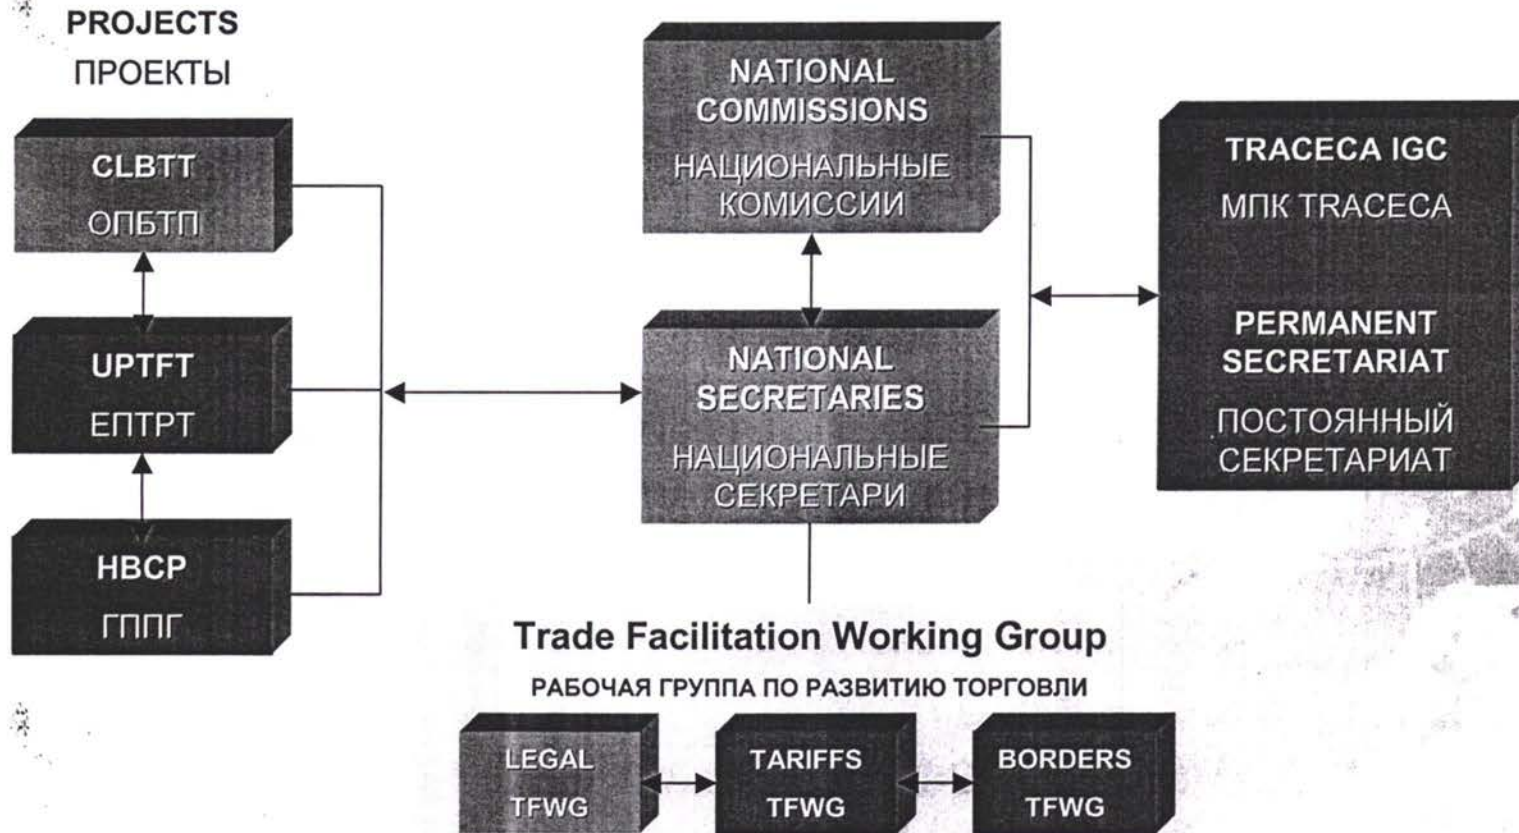 PROJECTS
ПРОЕКТЫ
CLBTT
ОПБТП
UPTFT
ЕПТРТ
HBCP
ГППГ
NATIONAL
COMMISSIONS
НАЦИОНАЛЬНЫЕ
КОМИССИИ
NATIONAL
SECRETARIES
НАЦИОНАЛЬНЫЕ
СЕКРЕТАРИ
TRACECA IGC
МПК TRACECA
PERMANENT
SECRETARIAT
ПОСТОЯННЫЙ
СЕКРЕТАРИАТ
Trade Facilitation Working Group
РАБОЧАЯ ГРУППА ПО РАЗВИТИЮ ТОРГОВЛИ
LEGAL
TFWG
TARIFFS
TFWG
BORDERS
TFWG